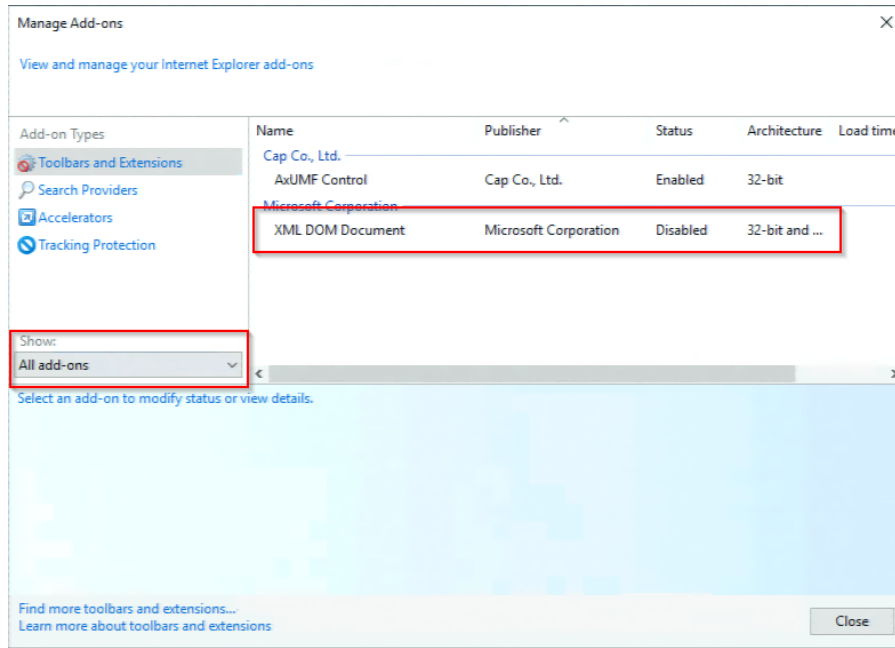 Manage Add-ons
View and manage your Internet Explorer add-ons
Add-on Types
Toolbars and Extensions
Search Providers
Accelerators
Tracking Protection
Show:
All add-ons
Name Publisher Status Architecture Load time
Cap Co., Ltd.
AxUMF Control Cap Co., Ltd. Enabled 32-bit
Microsoft Corporation
XML DOM Document Microsoft Corporation Disabled 32-bit and ...
Select an add-on to modify status or view details.
Find more toolbars and extensions...
Learn more about toolbars and extensions
Close